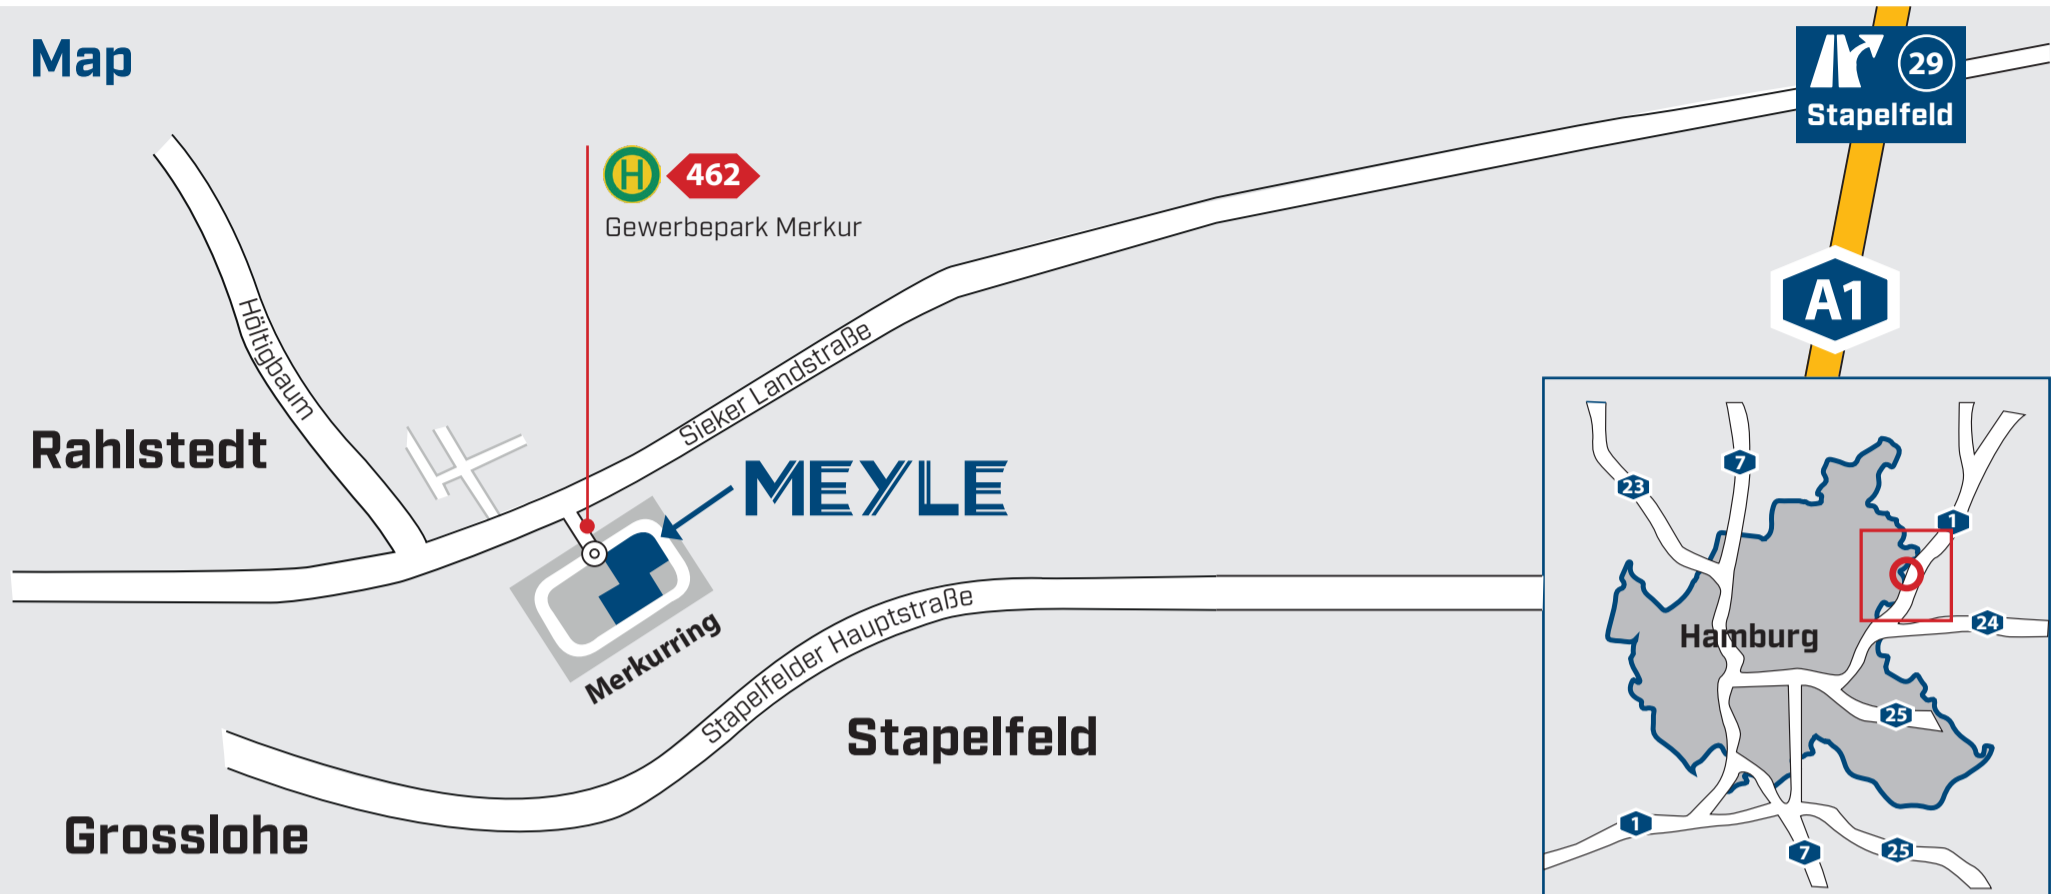 Map
29
Stapelfeld
H 462
Gewerbepark Merkur
A1
Höltigbaum
Sieker Landstraße
Rahlstedt
MEYLE
Merkurring
Stapelfelder Hauptstraße
Stapelfeld
Grosslohe
7
23
1
24
Hamburg
25
1
7
25